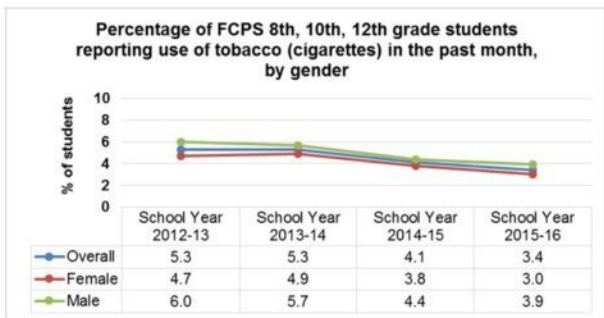 Percentage of FCPS 8th, 10th, 12th grade students
reporting use of tobacco (cigarettes) in the past month,
by gender
10
8
6
4
2
0
% of students
School Year School Year School Year School Year
2012-13 2013-14 2014-15 2015-16
Overall 5.3 5.3 4.1 3.4
Female 4.7 4.9 3.8 3.0
Male 6.0 5.7 4.4 3.9